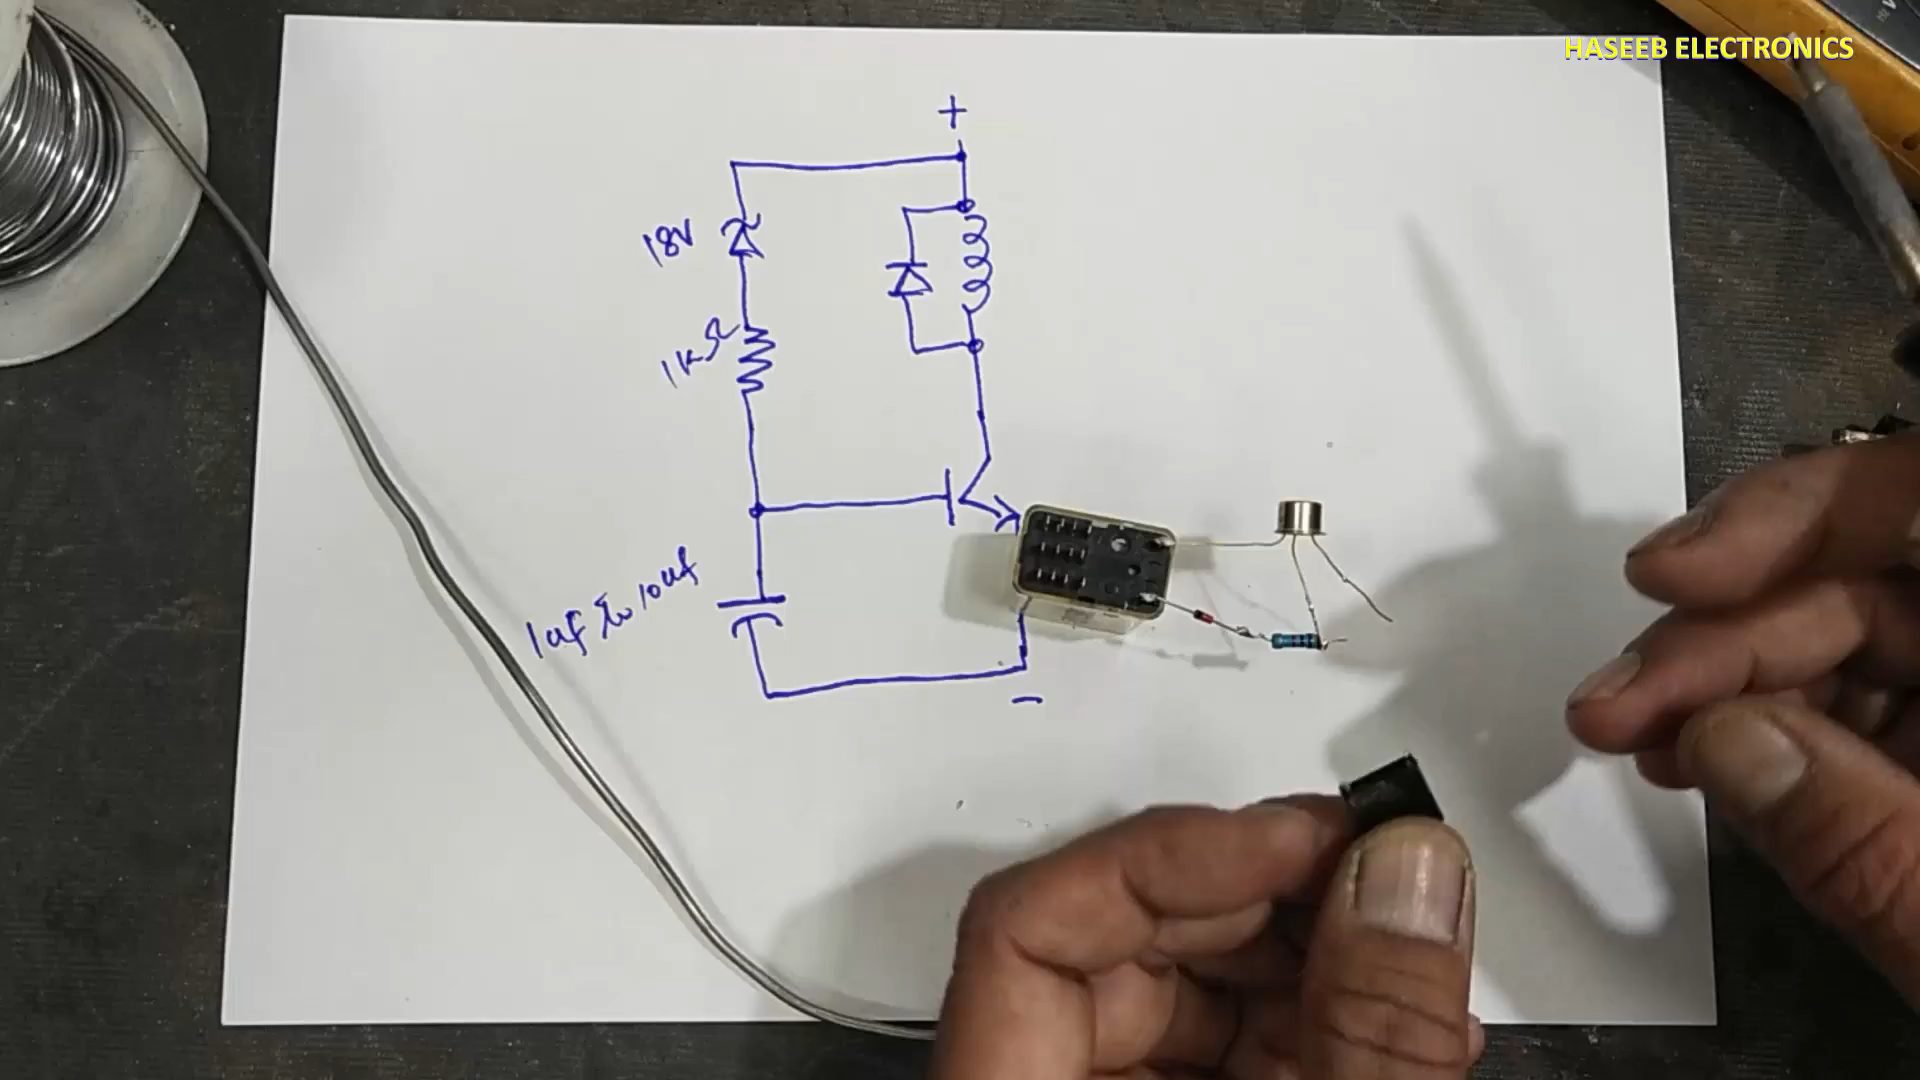 HASEEB ELECTRONICS
+
18V
1KΩ
1uf to 10uf
-